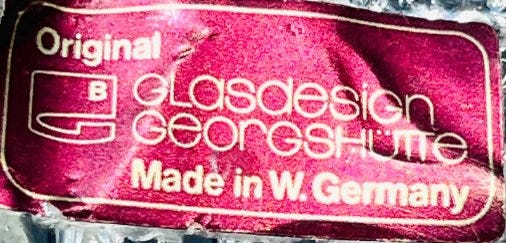 Original
B
GLasdesign
GeorgsHüTTe
Made in W. Germany